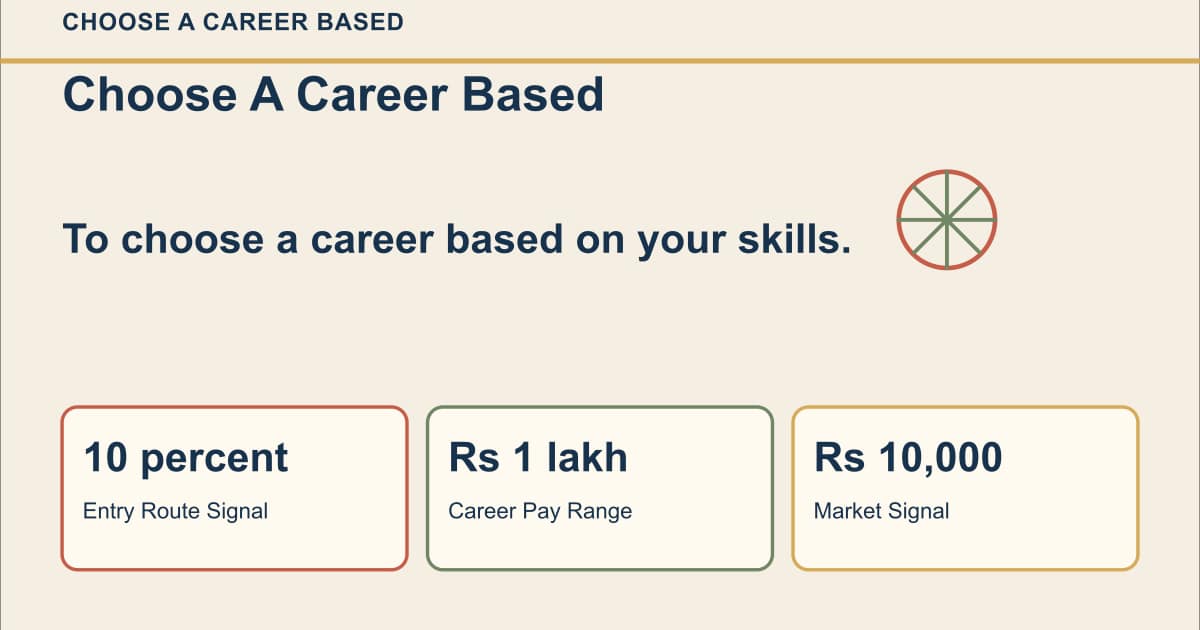 CHOOSE A CAREER BASED
Choose A Career Based
To choose a career based on your skills.
10 percent
Entry Route Signal
Rs 1 lakh
Career Pay Range
Rs 10,000
Market Signal